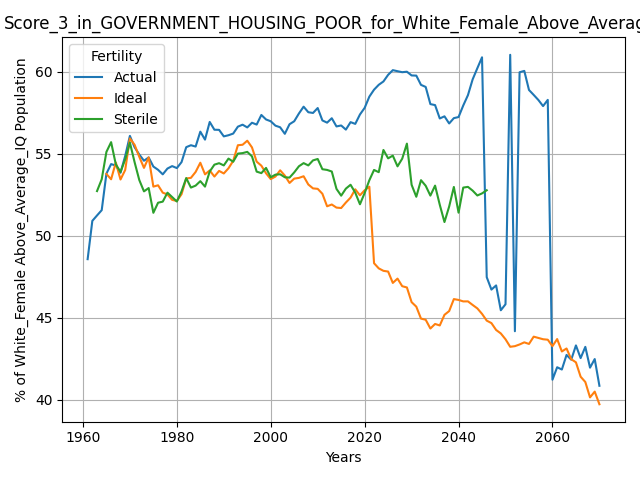 Score_3_in_GOVERNMENT_HOUSING_POOR_for_White_Female_Above_Averag
Fertility
Actual
Ideal
Sterile
% of White_Female Above_Average_IQ Population
60
55
50
45
40
1960 1980 2000 2020 2040 2060
Years